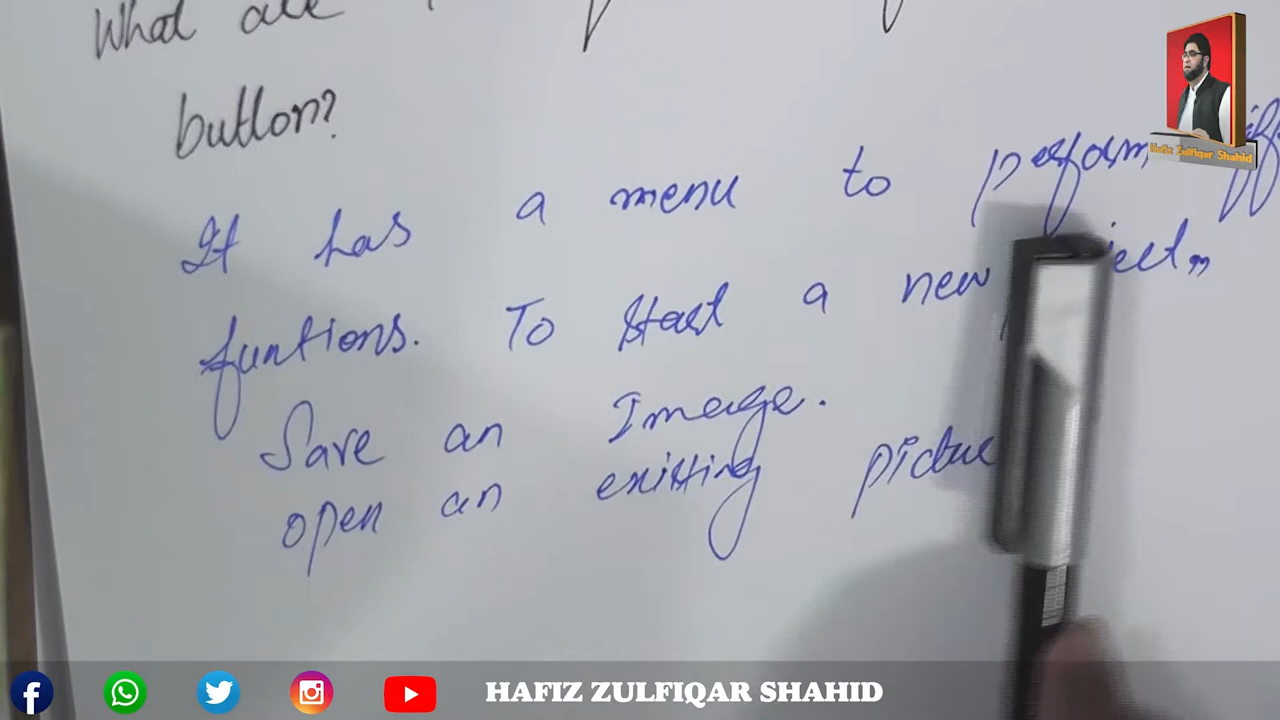 What are
button?
It has a menu to perform
funtions. To start a new
Save an Image.
open an existing picture
Hafiz Zulfiqar Shahid
HAFIZ ZULFIQAR SHAHID